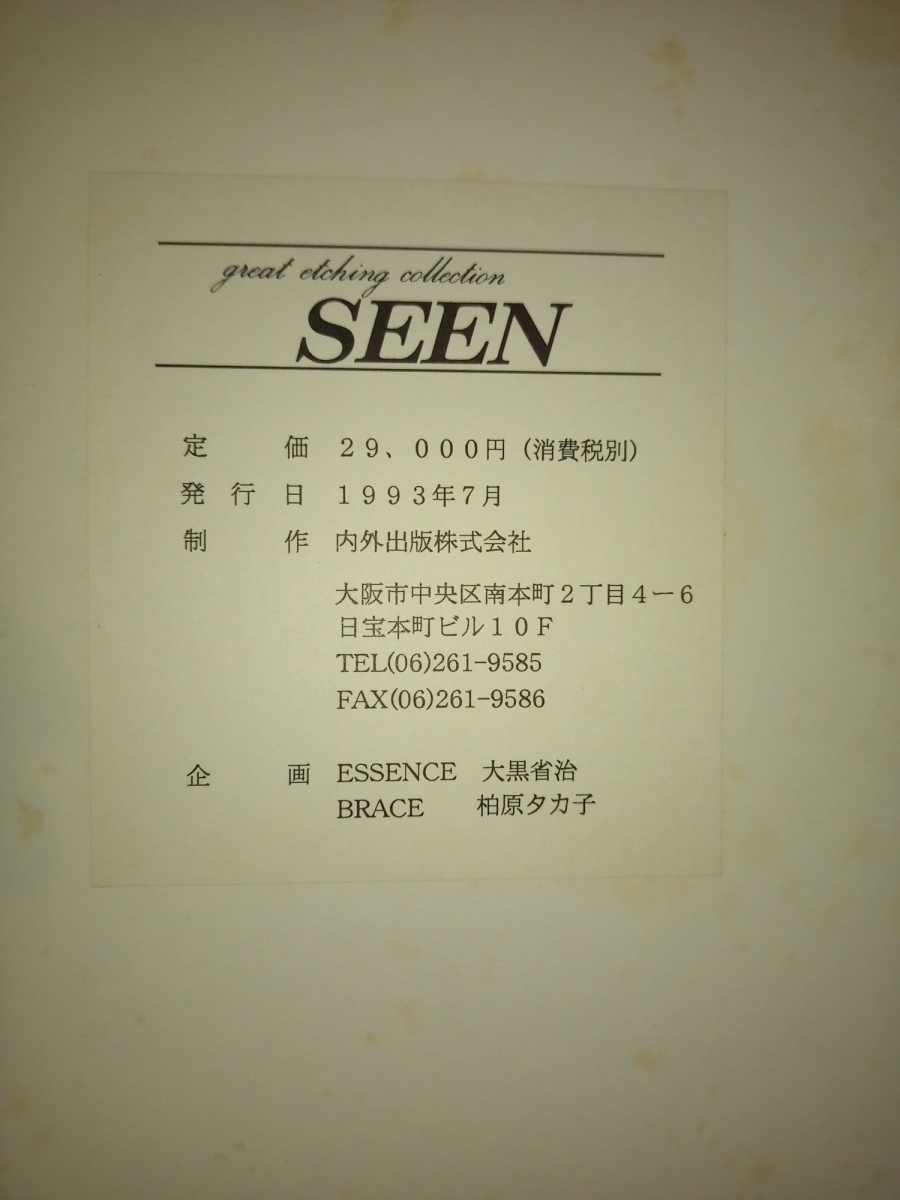 great etching collection
SEEN
定価 29、000円(消費税別)
発行日 1993年7月
制作 内外出版株式会社
大阪市中央区南本町2丁目4ー6
日宝本町ビル10F
TEL(06)261-9585
FAX(06)261-9586
企画 ESSENCE 大黒省治
BRACE 柏原タカ子